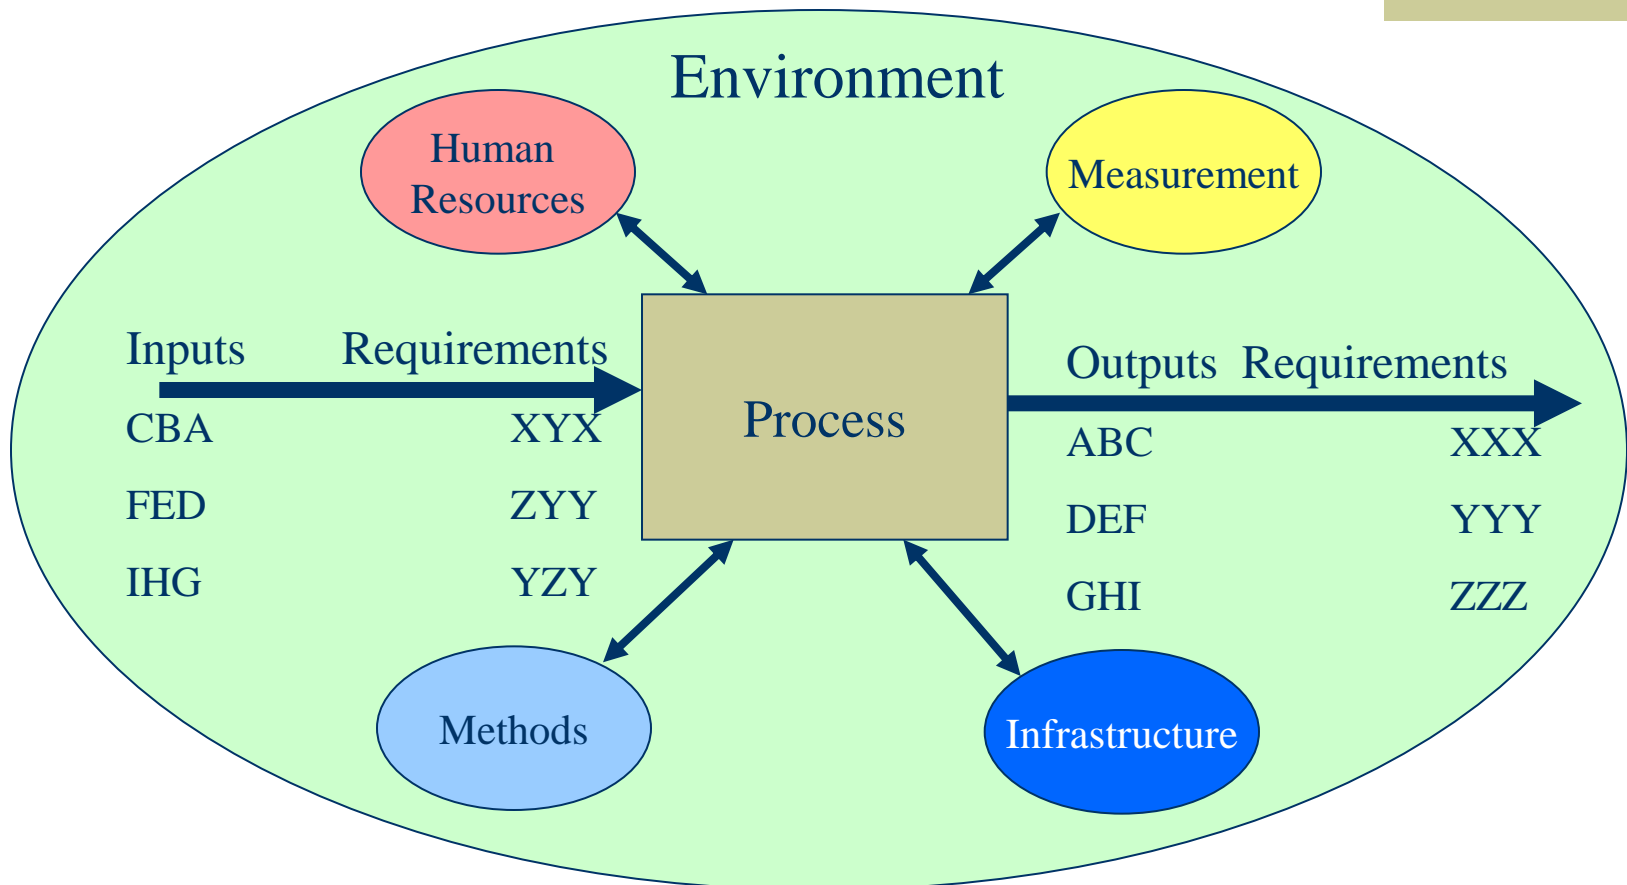 Environment
Human
Resources
Measurement
Inputs Requirements
CBA XYX
FED ZYY
IHG YZY
Process
Outputs Requirements
ABC XXX
DEF YYY
GHI ZZZ
Methods
Infrastructure